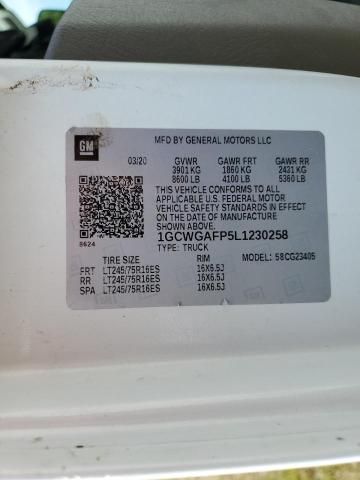 GM
MFD BY GENERAL MOTORS LLC
03/20 GVWR GAWR FRT GAWR RR
3901 KG 1860 KG 2431 KG
8600 LB 4100 LB 5360 LB
THIS VEHICLE CONFORMS TO ALL
APPLICABLE U.S. FEDERAL MOTOR
VEHICLE SAFETY STANDARDS IN
EFFECT ON THE DATE OF MANUFACTURE
SHOWN ABOVE.
1GCWGAFP5L1230258
8624
TYPE: TRUCK
TIRE SIZE RIM MODEL: 58CG23405
FRT LT245/75R16ES 16X6.5J
RR LT245/75R16ES 16X6.5J
SPA LT245/75R16ES 16X6.5J